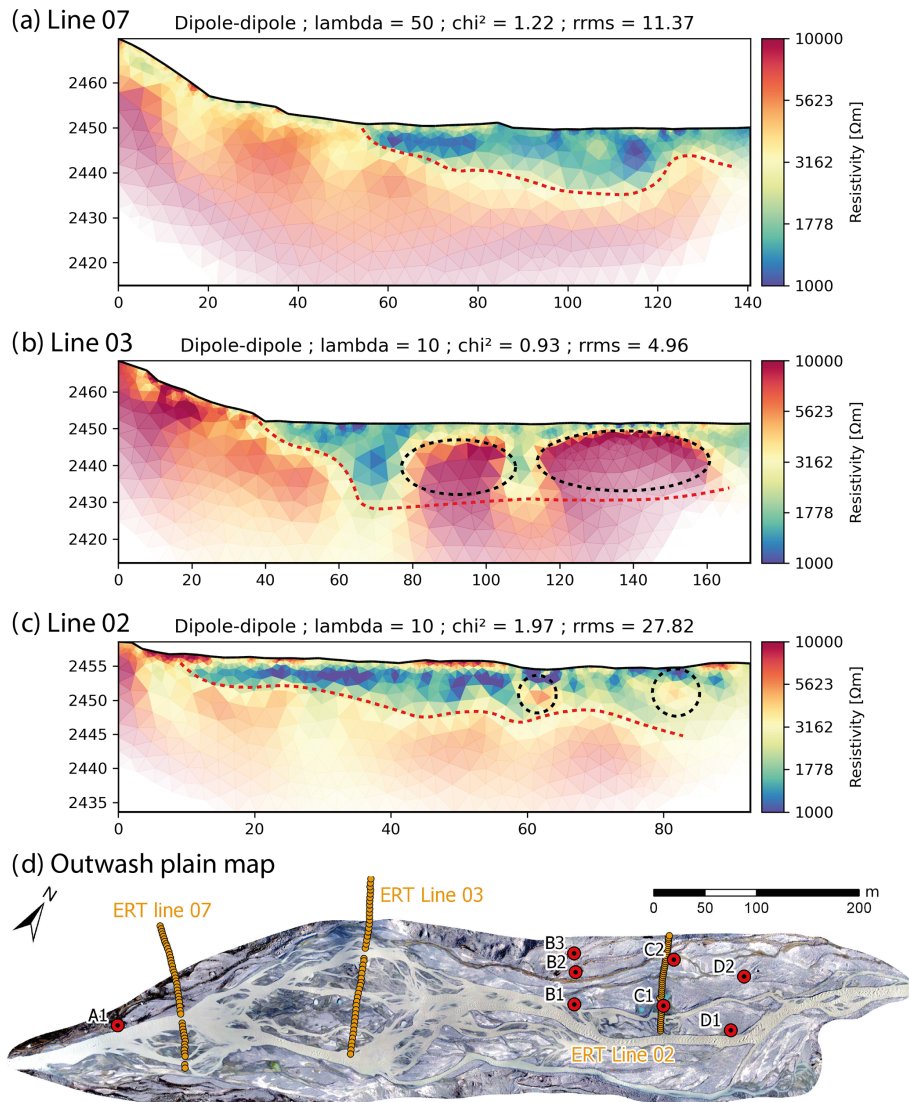 (a) Line 07
Dipole-dipole ; lambda = 50 ; chi² = 1.22 ; rrms = 11.37
2460
2450
2440
2430
2420
0 20 40 60 80 100 120 140
10000
5623
3162
1778
1000
Resistivity [Ωm]
(b) Line 03
Dipole-dipole ; lambda = 10 ; chi² = 0.93 ; rrms = 4.96
2460
2450
2440
2430
2420
0 20 40 60 80 100 120 140 160
10000
5623
3162
1778
1000
Resistivity [Ωm]
(c) Line 02
Dipole-dipole ; lambda = 10 ; chi² = 1.97 ; rrms = 27.82
2455
2450
2445
2440
2435
0 20 40 60 80
10000
5623
3162
1778
1000
Resistivity [Ωm]
(d) Outwash plain map
N
ERT line 07
ERT Line 03
m
0 50 100 200
B3
B2
B1
C2
C1
D2
D1
A1
ERT Line 02